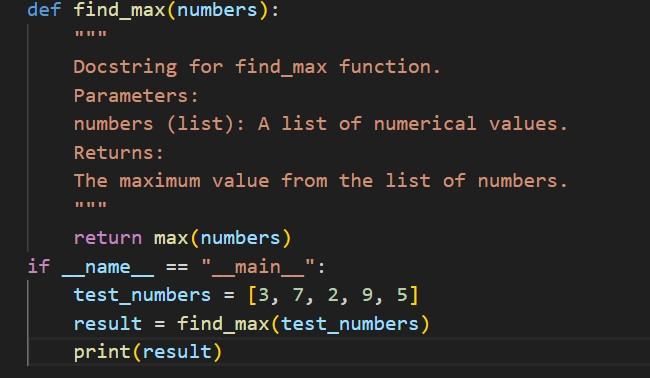 def find_max(numbers):
    """
    Docstring for find_max function.
    Parameters:
    numbers (list): A list of numerical values.
    Returns:
    The maximum value from the list of numbers.
    """
    return max(numbers)
if __name__ == "__main__":
    test_numbers = [3, 7, 2, 9, 5]
    result = find_max(test_numbers)
    print(result)